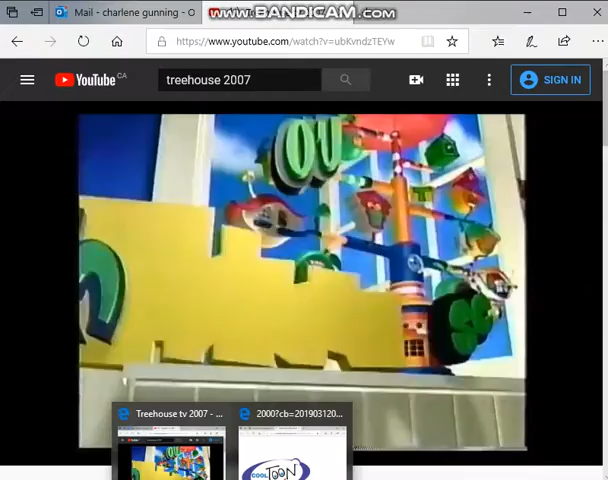 Mail - charlene gunning - O
www.BANDICAM.com
https://www.youtube.com/watch?v=ubKvndzTEYw
YouTube CA
treehouse 2007
SIGN IN
ou
Treehouse tv 2007 - ...
2000?cb=201903120...
COOL TOON